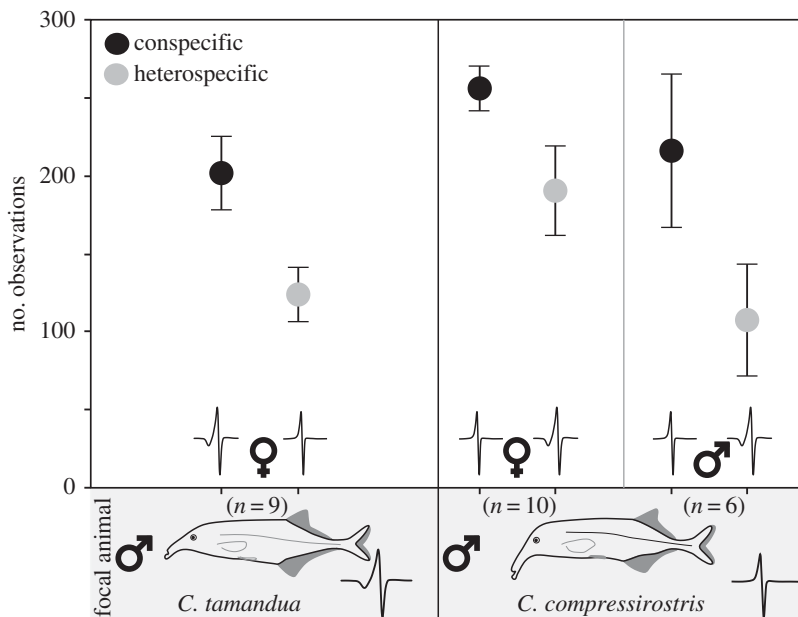 300
conspecific
heterospecific
200
no. observations
100
0
(n = 9)
(n = 10)
(n = 6)
focal animal
C. tamandua
C. compressirostris